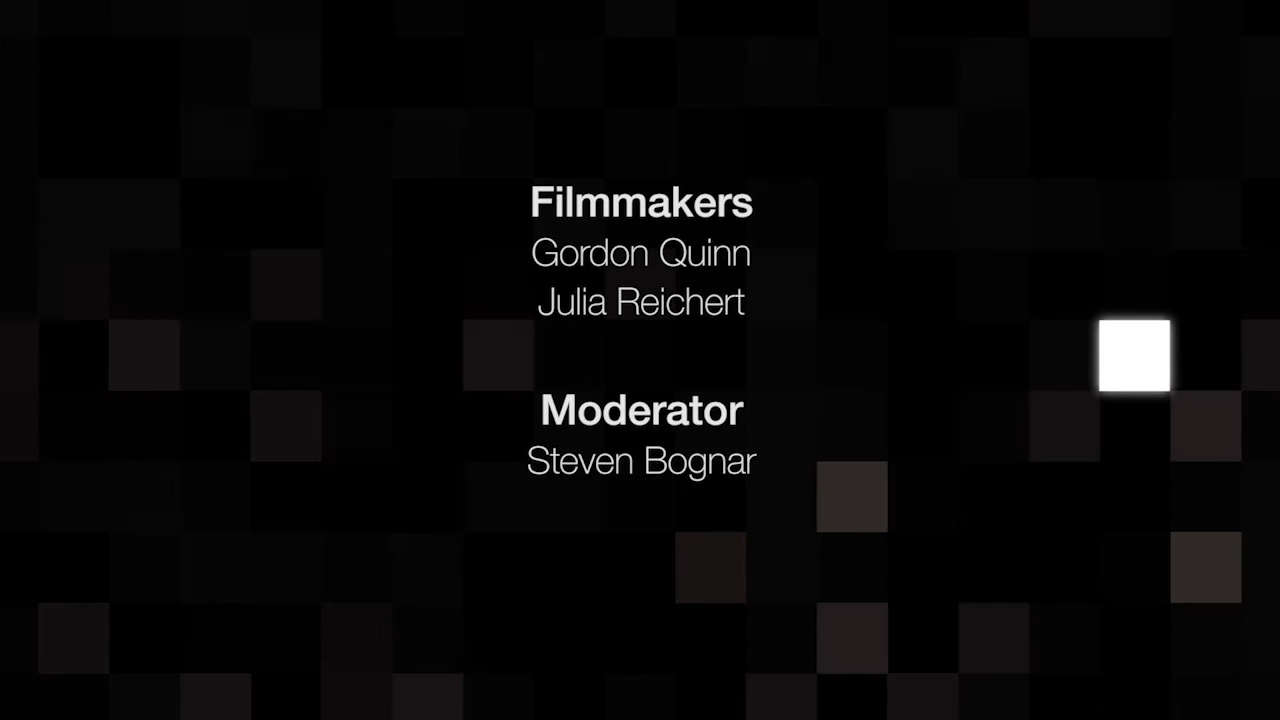 Filmmakers
Gordon Quinn
Julia Reichert
Moderator
Steven Bognar